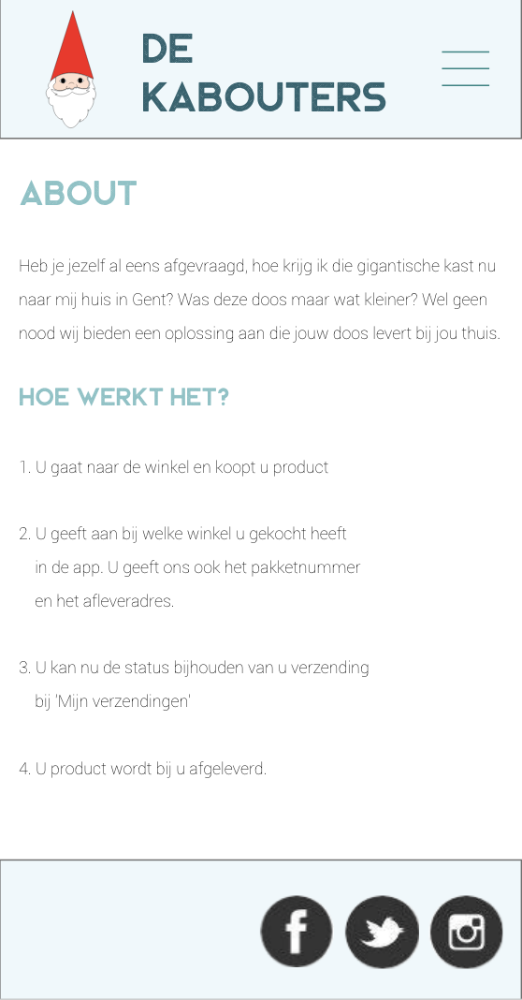 DE
KABOUTERS
ABOUT
Heb je jezelf al eens afgevraagd, hoe krijg ik die gigantische kast nu
naar mij huis in Gent? Was deze doos maar wat kleiner? Wel geen
nood wij bieden een oplossing aan die jouw doos levert bij jou thuis.
HOE WERKT HET?
1. U gaat naar de winkel en koopt u product
2. U geeft aan bij welke winkel u gekocht heeft
in de app. U geeft ons ook het pakketnummer
en het afleveradres.
3. U kan nu de status bijhouden van u verzending
bij 'Mijn verzendingen'
4. U product wordt bij u afgeleverd.